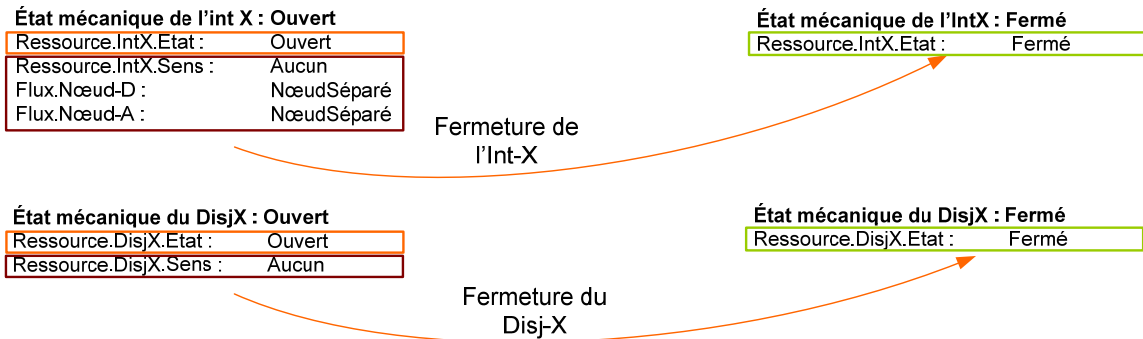 État mécanique de l'int X : Ouvert
Ressource.IntX.Etat : Ouvert
Ressource.IntX.Sens : Aucun
Flux.Nœud-D : NœudSéparé
Flux.Nœud-A : NœudSéparé
État mécanique de l'IntX : Fermé
Ressource.IntX.Etat : Fermé
Fermeture de
l'Int-X
État mécanique du DisjX : Ouvert
Ressource.DisjX.Etat : Ouvert
Ressource.DisjX.Sens : Aucun
État mécanique du DisjX : Fermé
Ressource.DisjX.Etat : Fermé
Fermeture du
Disj-X